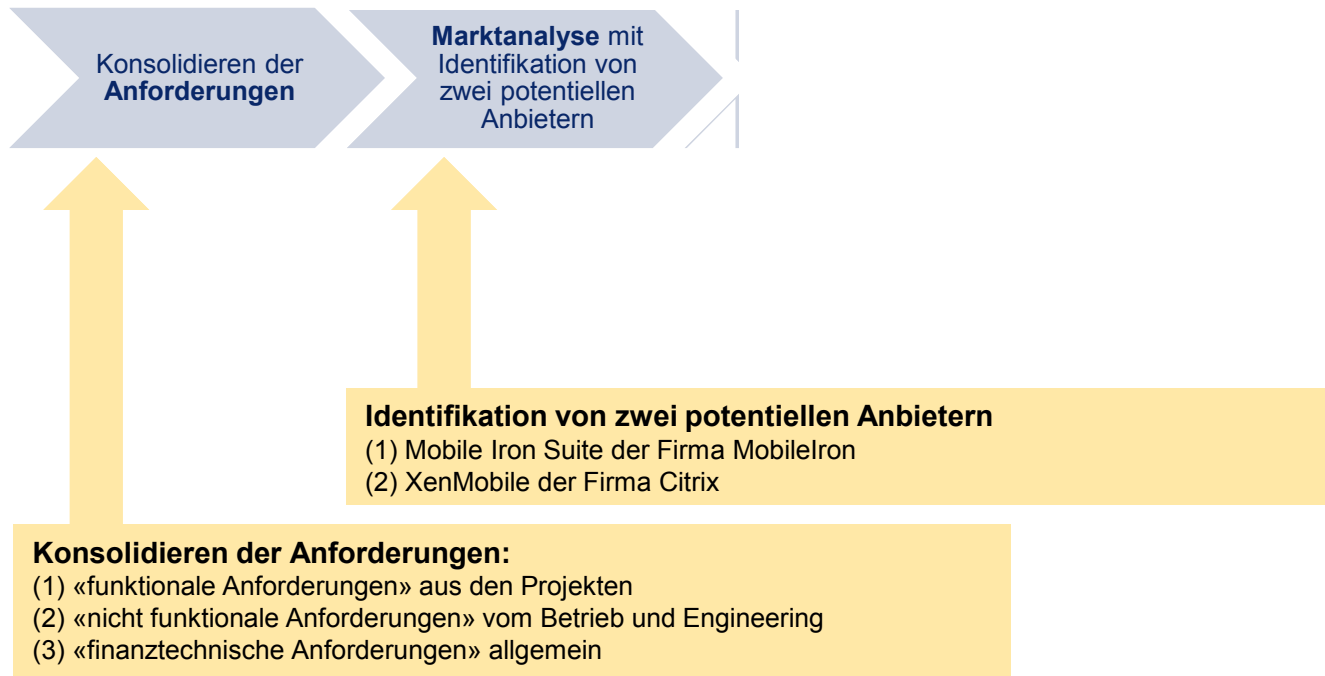 Konsolidieren der
Anforderungen
Marktanalyse mit
Identifikation von
zwei potentiellen
Anbietern
Identifikation von zwei potentiellen Anbietern
(1) Mobile Iron Suite der Firma MobileIron
(2) XenMobile der Firma Citrix
Konsolidieren der Anforderungen:
(1) «funktionale Anforderungen» aus den Projekten
(2) «nicht funktionale Anforderungen» vom Betrieb und Engineering
(3) «finanztechnische Anforderungen» allgemein